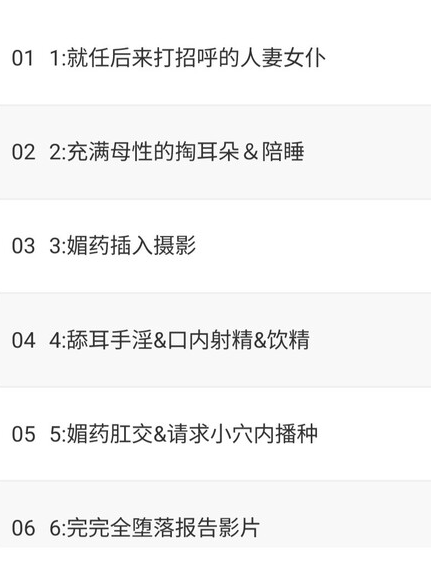 01 1:就任后来打招呼的人妻女仆
02 2:充满母性的掏耳朵＆陪睡
03 3:媚药插入摄影
04 4:舔耳手淫&口内射精&饮精
05 5:媚药肛交&请求小穴内播种
06 6:完完全堕落报告影片